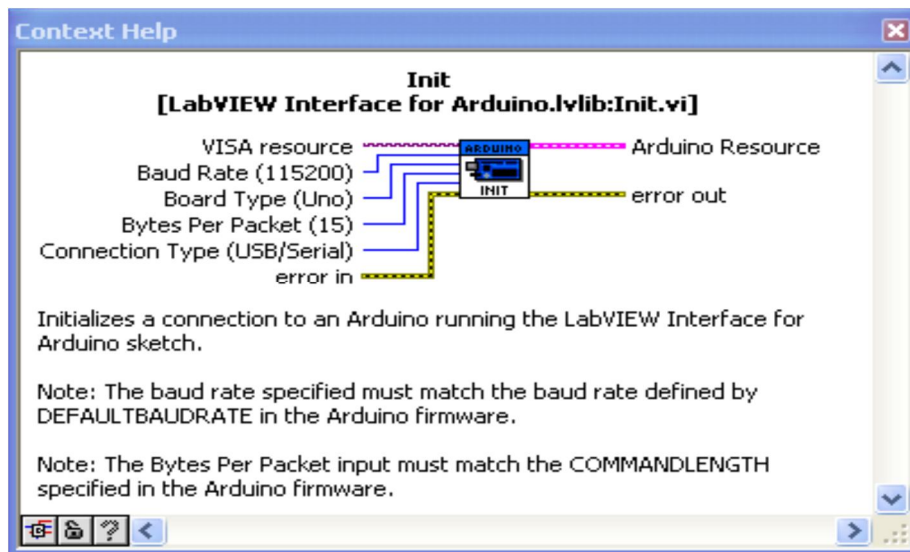 Context Help
Init
[LabVIEW Interface for Arduino.lvlib:Init.vi]
VISA resource
Baud Rate (115200)
Board Type (Uno)
Bytes Per Packet (15)
Connection Type (USB/Serial)
error in
ARDUINO
INIT
Arduino Resource
error out
Initializes a connection to an Arduino running the LabVIEW Interface for
Arduino sketch.
Note: The baud rate specified must match the baud rate defined by
DEFAULTBAUDRATE in the Arduino firmware.
Note: The Bytes Per Packet input must match the COMMANDLENGTH
specified in the Arduino firmware.
?